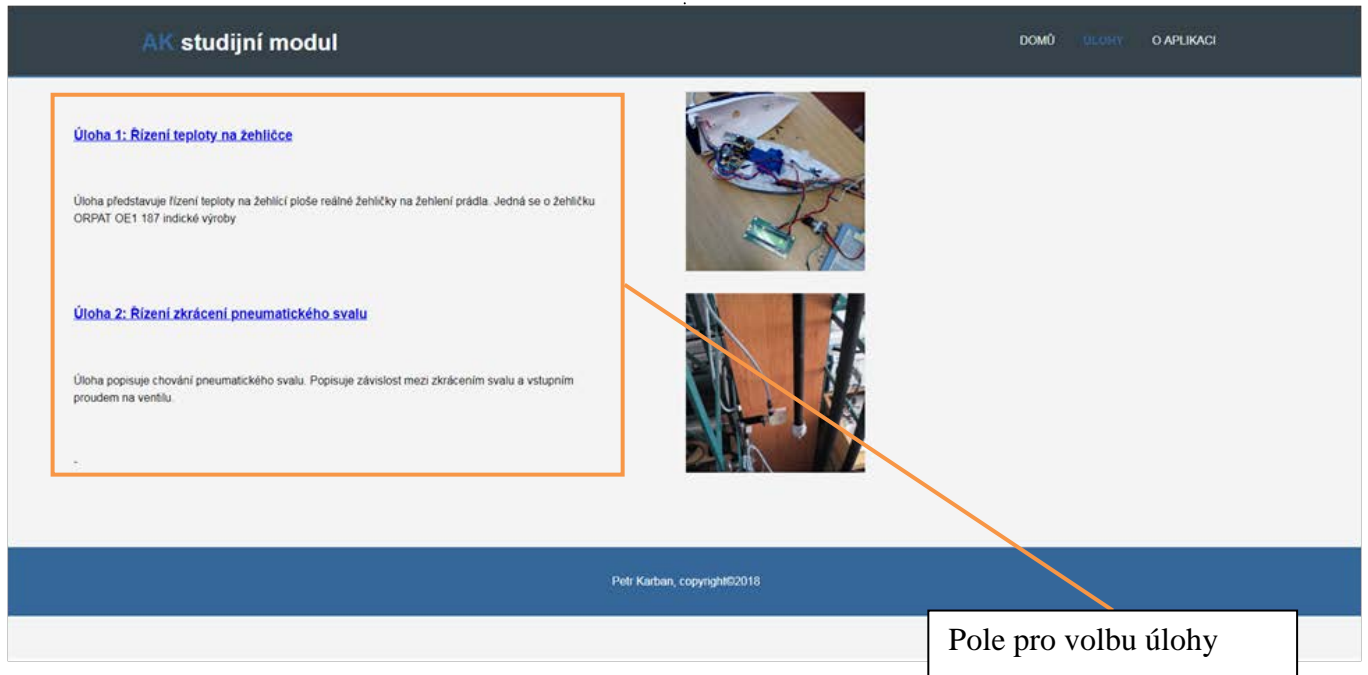 AK studijní modul
DOMŮ ÚLOHY O APLIKACI
Úloha 1: Řízení teploty na žehličce
Úloha představuje řízení teploty na žehlící ploše reálné žehličky na žehlení prádla. Jedná se o žehličku
ORPAT OE1 187 indické výroby
Úloha 2: Řízení zkrácení pneumatického svalu
Úloha popisuje chování pneumatického svalu. Popisuje závislost mezi zkrácením svalu a vstupním
proudem na ventilu.
-
Petr Karban, copyright©2018
Pole pro volbu úlohy